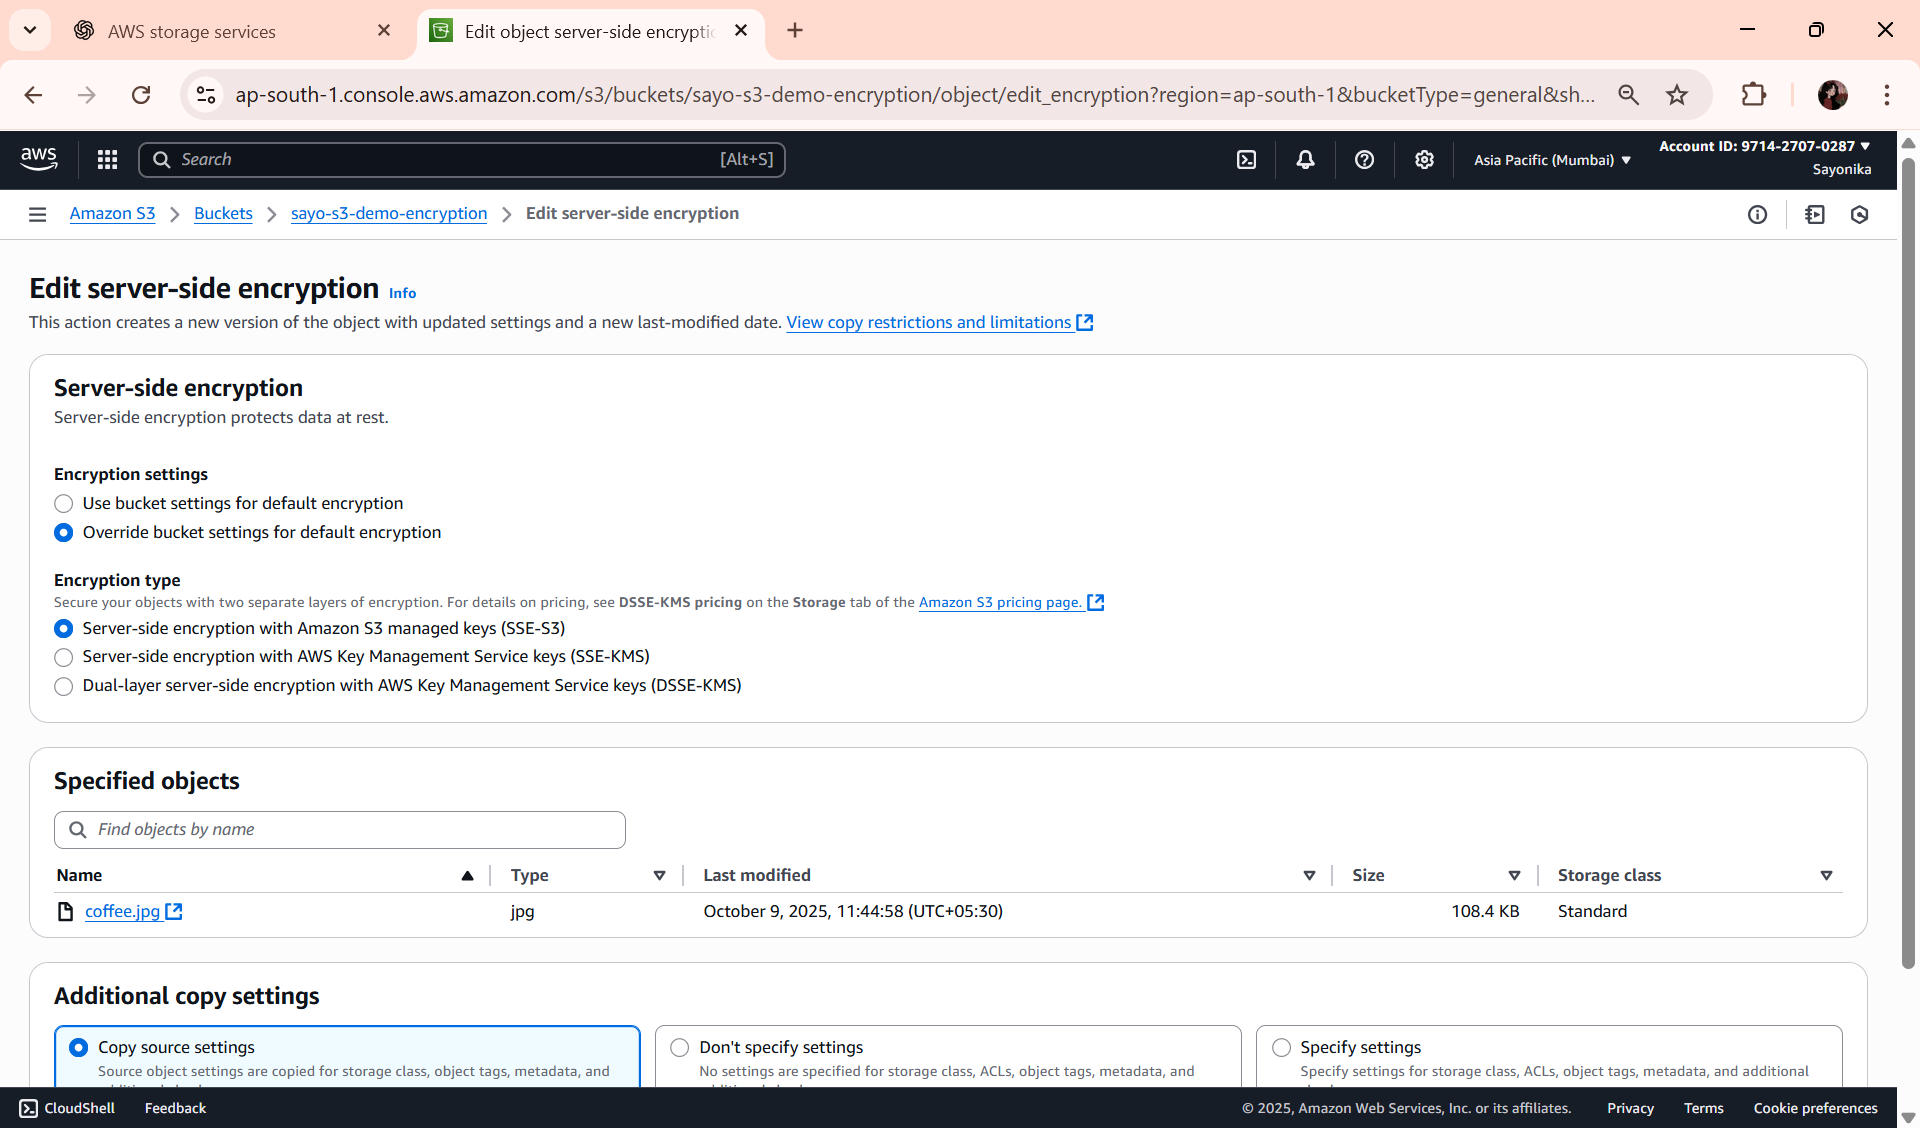 AWS storage services
Edit object server-side encryptio
ap-south-1.console.aws.amazon.com/s3/buckets/sayo-s3-demo-encryption/object/edit_encryption?region=ap-south-1&bucketType=general&sh...
aws
Search [Alt+S]
Asia Pacific (Mumbai)
Account ID: 9714-2707-0287
Sayonika
Amazon S3 > Buckets > sayo-s3-demo-encryption > Edit server-side encryption
Edit server-side encryption Info
This action creates a new version of the object with updated settings and a new last-modified date. View copy restrictions and limitations
Server-side encryption
Server-side encryption protects data at rest.
Encryption settings
Use bucket settings for default encryption
Override bucket settings for default encryption
Encryption type
Secure your objects with two separate layers of encryption. For details on pricing, see DSSE-KMS pricing on the Storage tab of the Amazon S3 pricing page.
Server-side encryption with Amazon S3 managed keys (SSE-S3)
Server-side encryption with AWS Key Management Service keys (SSE-KMS)
Dual-layer server-side encryption with AWS Key Management Service keys (DSSE-KMS)
Specified objects
Find objects by name
Name Type Last modified Size Storage class
coffee.jpg jpg October 9, 2025, 11:44:58 (UTC+05:30) 108.4 KB Standard
Additional copy settings
Copy source settings
Source object settings are copied for storage class, object tags, metadata, and
Don't specify settings
No settings are specified for storage class, ACLs, object tags, metadata, and
Specify settings
Specify settings for storage class, ACLs, object tags, metadata, and additional
CloudShell Feedback © 2025, Amazon Web Services, Inc. or its affiliates. Privacy Terms Cookie preferences